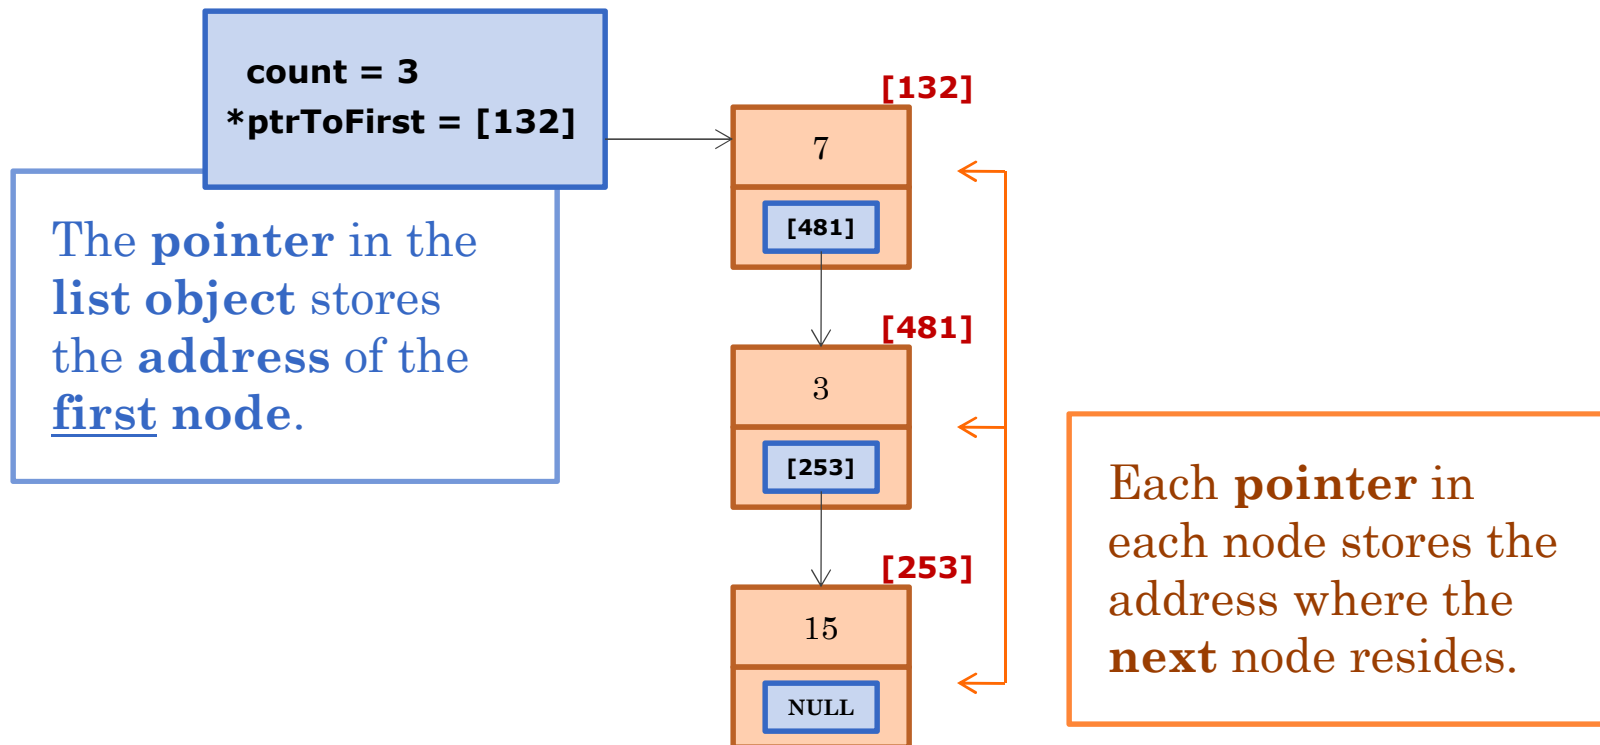 count = 3
*ptrToFirst = [132]
The pointer in the
list object stores
the address of the
first node.
[132]
7
[481]
[481]
3
[253]
[253]
15
NULL
Each pointer in
each node stores the
address where the
next node resides.